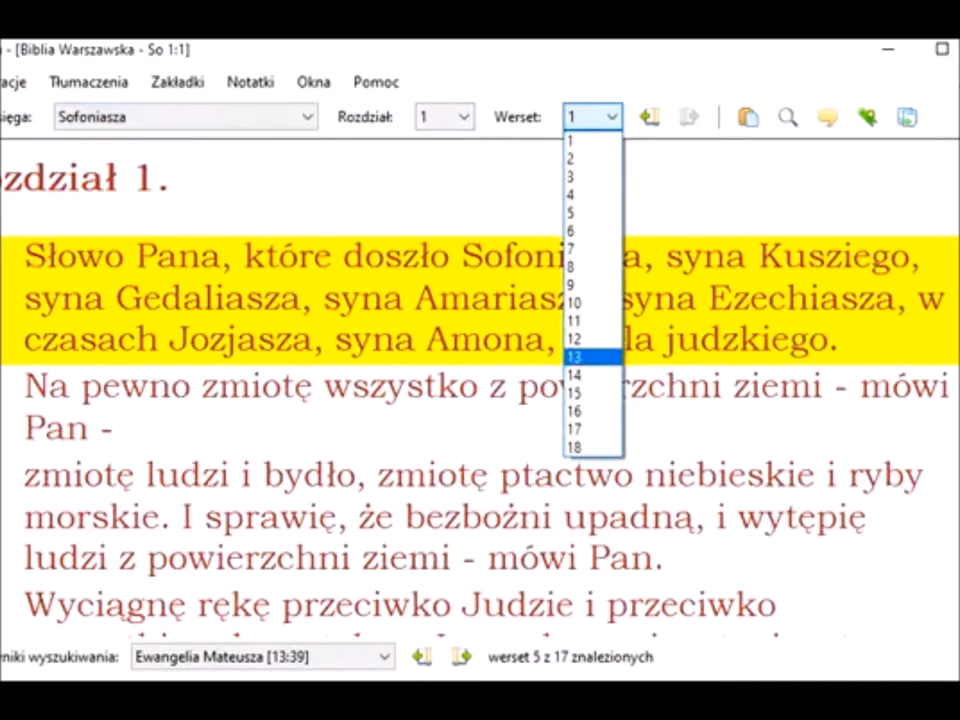 - [Biblia Warszawska - So 1:1]
acje Tłumaczenia Zakładki Notatki Okna Pomoc
sięga: Sofoniasza Rozdział: 1 Werset: 1
1
2
3
4
5
6
7
8
9
10
11
12
13
14
15
16
17
18
ozdział 1.
Słowo Pana, które doszło Sofoni a, syna Kusziego,
syna Gedaliasza, syna Amariasz syna Ezechiasza, w
czasach Jozjasza, syna Amona, la judzkiego.
Na pewno zmiotę wszystko z pow rzchni ziemi - mówi
Pan -
zmiotę ludzi i bydło, zmiotę ptactwo niebieskie i ryby
morskie. I sprawię, że bezbożni upadną, i wytępię
ludzi z powierzchni ziemi - mówi Pan.
Wyciągnę rękę przeciwko Judzie i przeciwko
niki wyszukiwania: Ewangelia Mateusza [13:39] werset 5 z 17 znalezionych